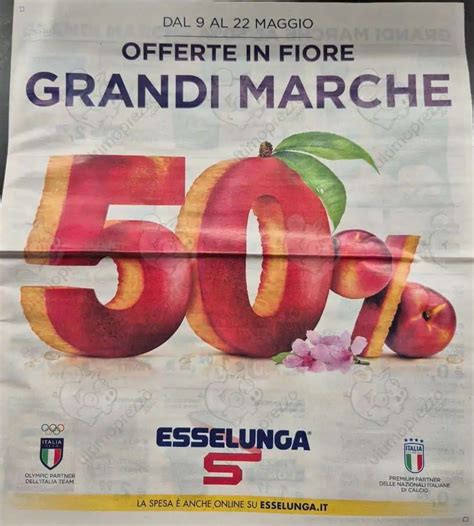 DAL 9 AL 22 MAGGIO
OFFERTE IN FIORE
GRANDI MARCHE
50%
ITALIA
OLYMPIC PARTNER
DELL'ITALIA TEAM
ESSELUNGA®
S
ITALIA
PREMIUM PARTNER
DELLE NAZIONALI ITALIANE
DI CALCIO
LA SPESA È ANCHE ONLINE SU ESSELUNGA.IT
ultimoprezzo